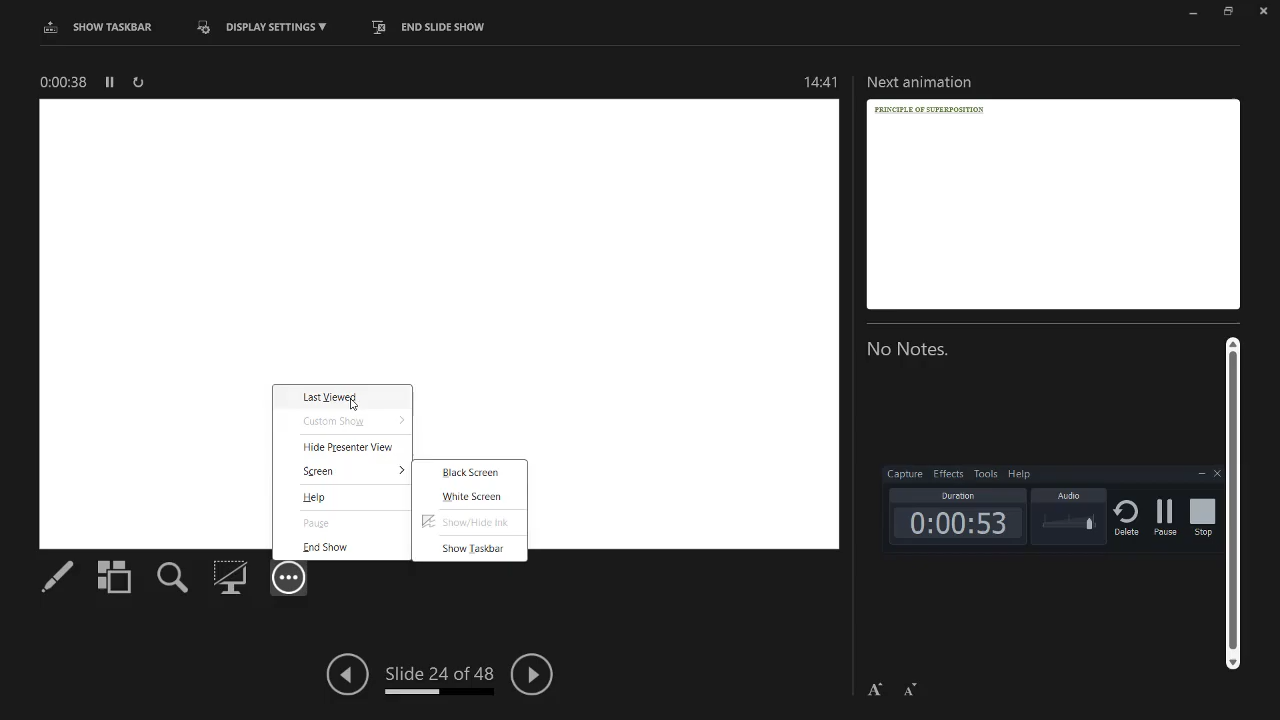 SHOW TASKBAR
DISPLAY SETTINGS ▼
END SLIDE SHOW
0:00:38
14:41
Next animation
PRINCIPLE OF SUPERPOSITION
No Notes.
Last Viewed
Custom Show
Hide Presenter View
Screen
Help
Pause
End Show
Black Screen
White Screen
Show/Hide Ink
Show Taskbar
Capture Effects Tools Help
Duration
0:00:53
Audio
Delete
Pause
Stop
Slide 24 of 48
A A